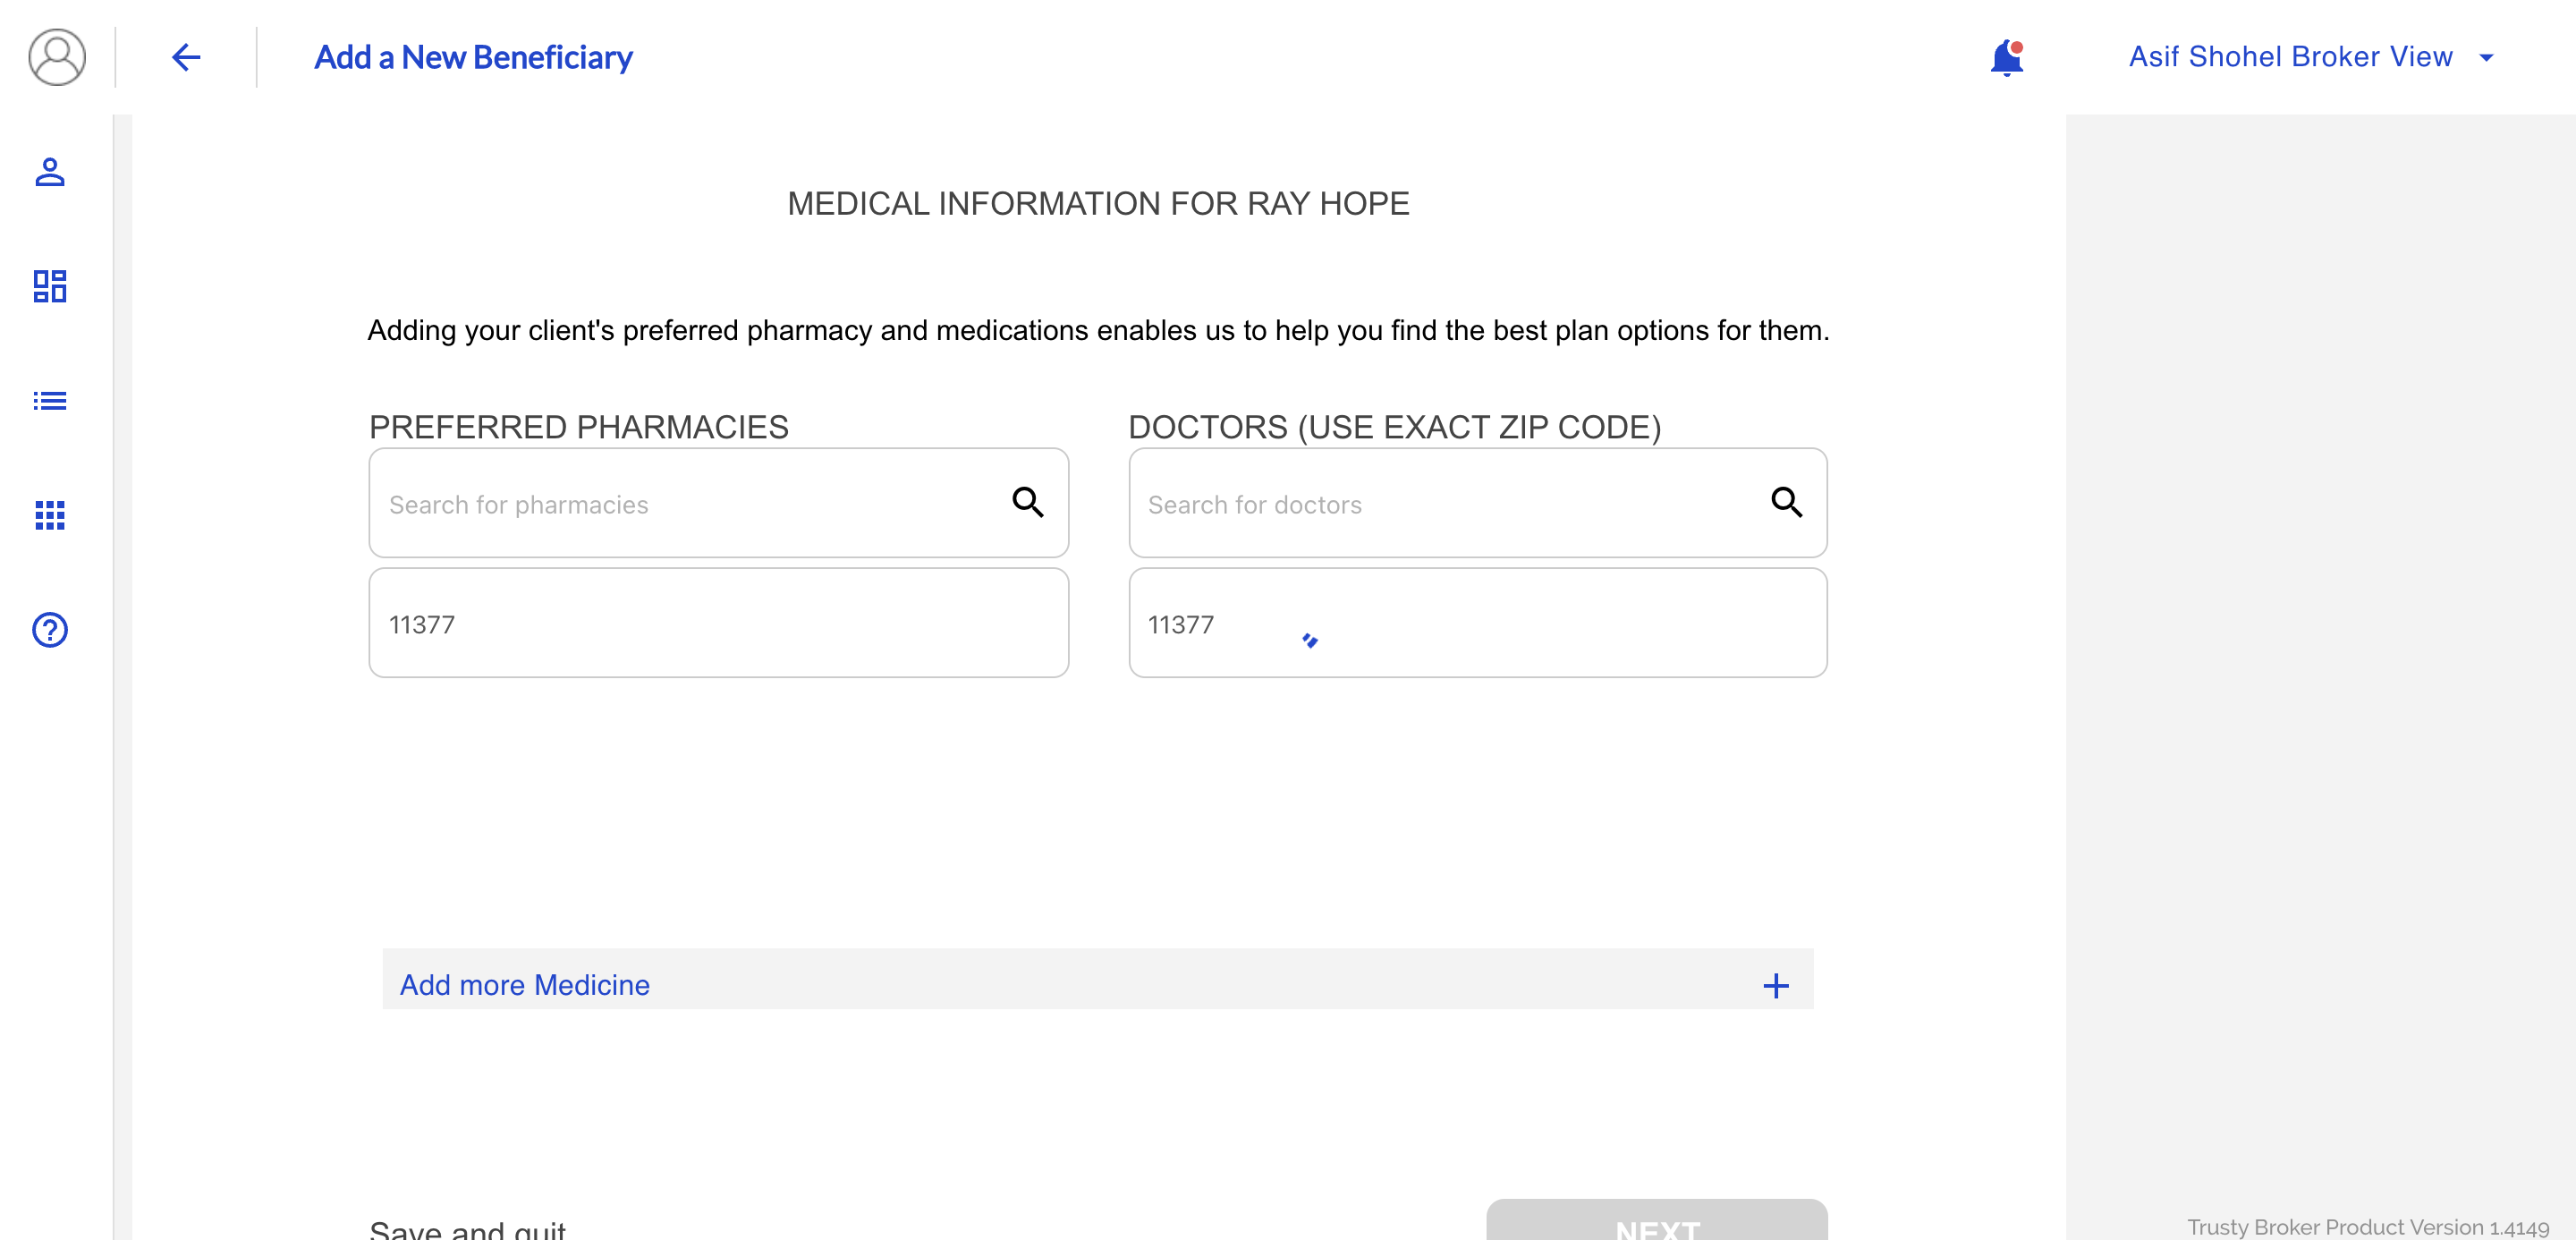 Add a New Beneficiary
Asif Shohel Broker View
MEDICAL INFORMATION FOR RAY HOPE
Adding your client's preferred pharmacy and medications enables us to help you find the best plan options for them.
PREFERRED PHARMACIES
DOCTORS (USE EXACT ZIP CODE)
Search for pharmacies
Search for doctors
11377
11377
Add more Medicine
Save and quit
NEXT
Trusty Broker Product Version 1.4149